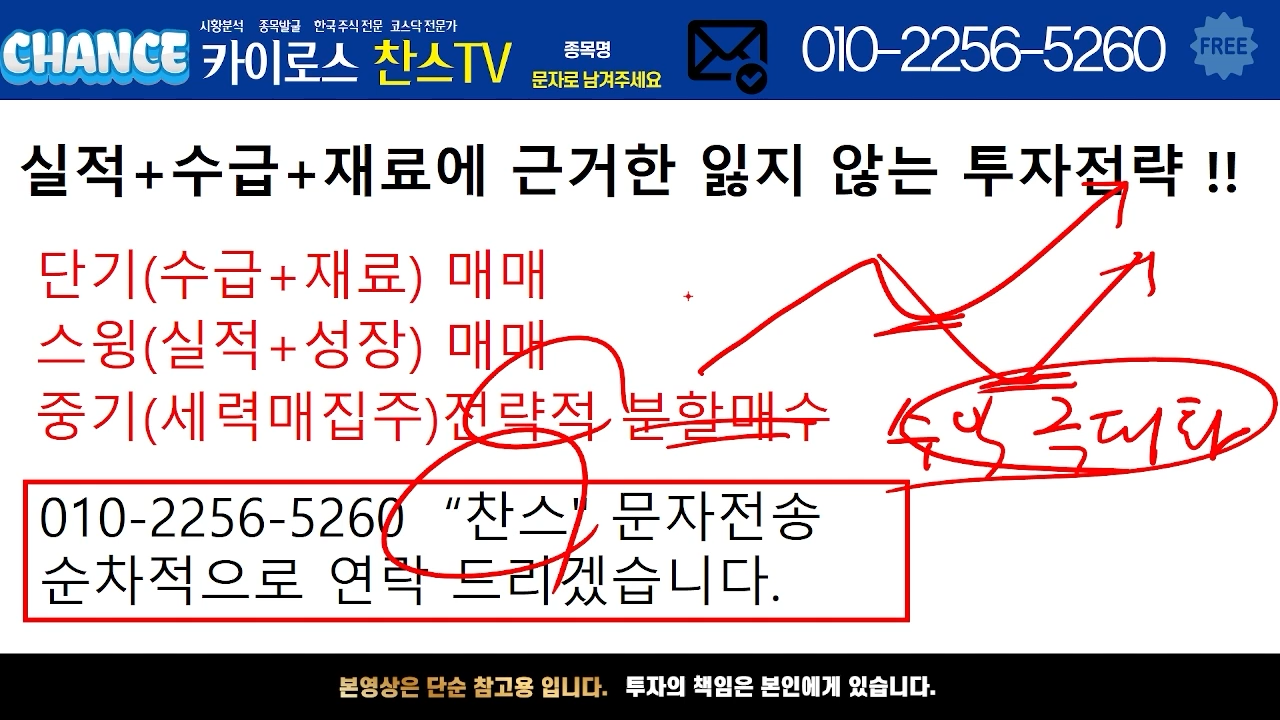 CHANCE
시황분석 종목발굴 한국 주식 전문 코스닥 전문가
카이로스 찬스TV
종목명
문자로 남겨주세요
010-2256-5260
FREE
실적+수급+재료에 근거한 잃지 않는 투자전략 !!
단기(수급+재료) 매매
스윙(실적+성장) 매매
중기(세력매집주)전략적 분할매수
수익 극대화
010-2256-5260 “찬스" 문자전송
순차적으로 연락 드리겠습니다.
본영상은 단순 참고용 입니다. 투자의 책임은 본인에게 있습니다.